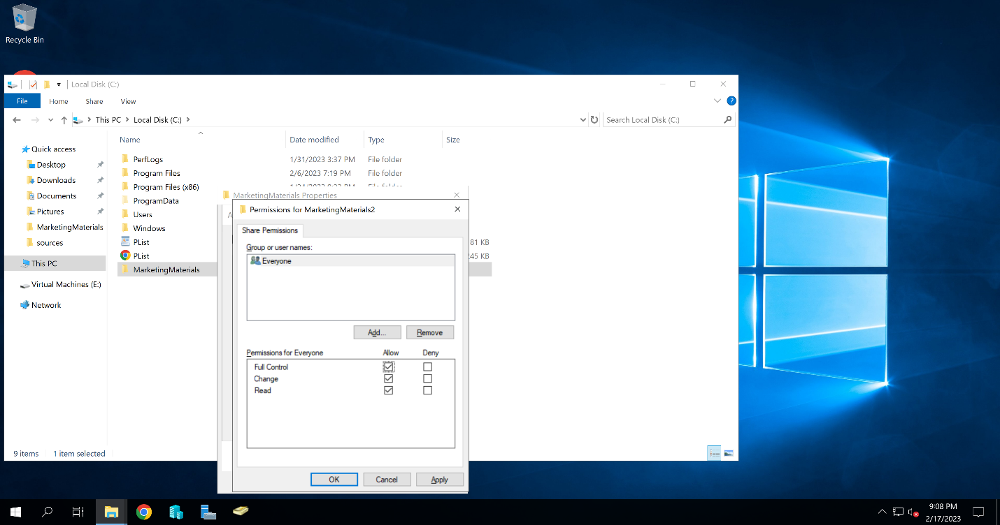 Recycle Bin
Local Disk (C:)
File Home Share View
This PC Local Disk (C:)
Search Local Disk (C:)
Name Date modified Type Size
Quick access
Desktop
Downloads
Documents
Pictures
MarketingMaterials
sources
This PC
Virtual Machines (E:)
Network
PerfLogs 1/31/2023 3:37 PM File folder
Program Files 2/6/2023 7:19 PM File folder
Program Files (x86)
ProgramData
Users
Windows
PList 81 KB
PList 45 KB
MarketingMaterials
MarketingMaterials Properties
Permissions for MarketingMaterials2
Share Permissions
Group or user names:
Everyone
Add... Remove
Permissions for Everyone Allow Deny
Full Control
Change
Read
OK Cancel Apply
9 items 1 item selected
9:08 PM
2/17/2023